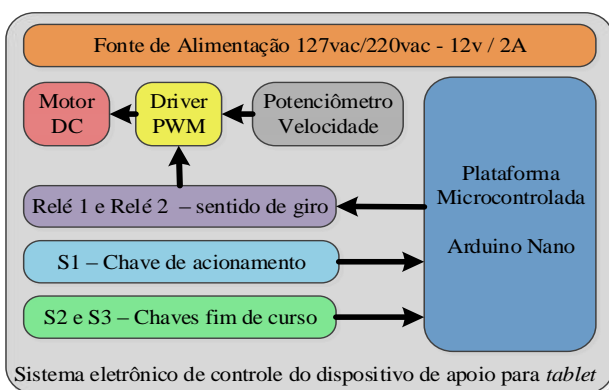 Fonte de Alimentação 127vac/220vac - 12v / 2A
Motor
DC
Driver
PWM
Potenciômetro
Velocidade
Plataforma
Microcontrolada
Arduino Nano
Relé 1 e Relé 2 – sentido de giro
S1 – Chave de acionamento
S2 e S3 – Chaves fim de curso
Sistema eletrônico de controle do dispositivo de apoio para tablet